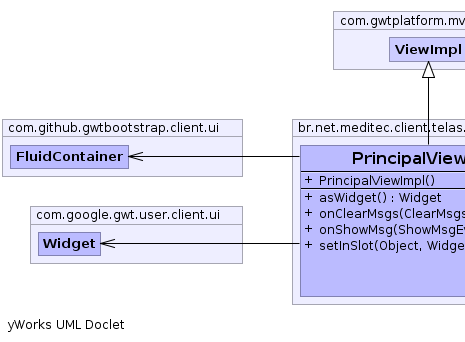 com.gwtplatform.mv
ViewImpl
com.github.gwtbootstrap.client.ui
FluidContainer
br.net.meditec.client.telas.
PrincipalView
+ PrincipalViewImpl()
+ asWidget() : Widget
+ onClearMsgs(ClearMsgs
+ onShowMsg(ShowMsgEv
+ setInSlot(Object, Widge
com.google.gwt.user.client.ui
Widget
yWorks UML Doclet